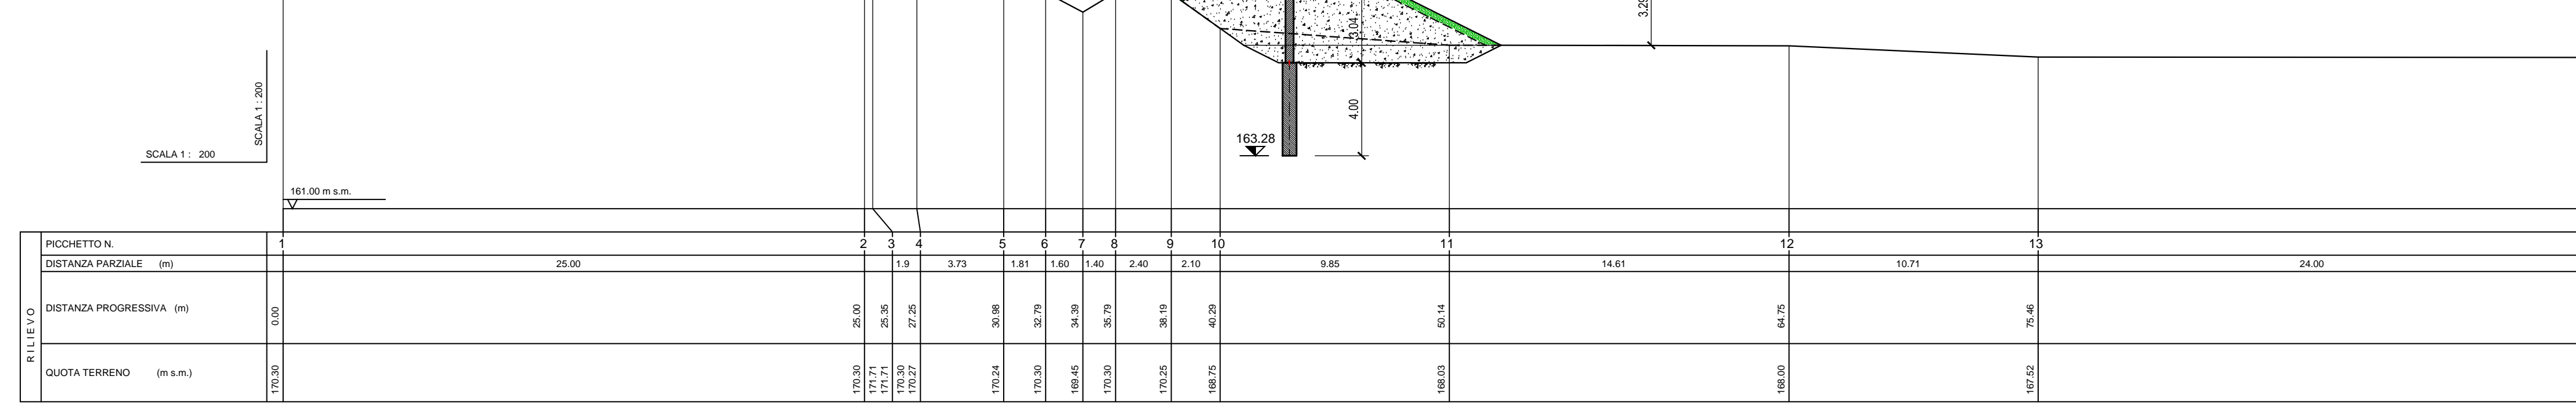 3.04
3.29
SCALA 1 : 200
4.00
163.28
SCALA 1 : 200
161.00 m s.m.
RILIEVO
PICCHETTO N. 1 2 3 4 5 6 7 8 9 10 11 12 13
DISTANZA PARZIALE (m) 25.00 1.9 3.73 1.81 1.60 1.40 2.40 2.10 9.85 14.61 10.71 24.00
DISTANZA PROGRESSIVA (m) 0.00 25.00 25.35 27.25 30.98 32.79 34.39 35.79 38.19 40.29 50.14 64.75 75.46
QUOTA TERRENO (m s.m.) 170.30 170.30 171.71 171.71 170.30 170.27 170.24 170.30 169.45 170.30 170.25 168.75 168.03 168.00 167.52